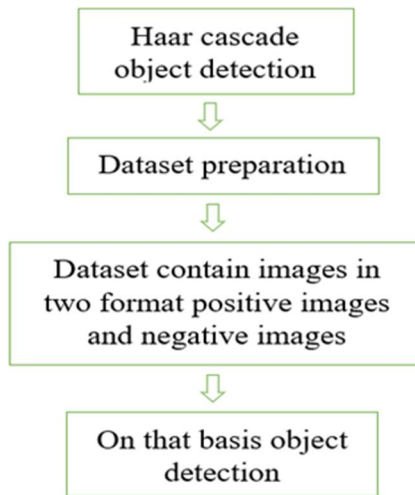 Haar cascade
object detection
Dataset preparation
Dataset contain images in
two format positive images
and negative images
On that basis object
detection